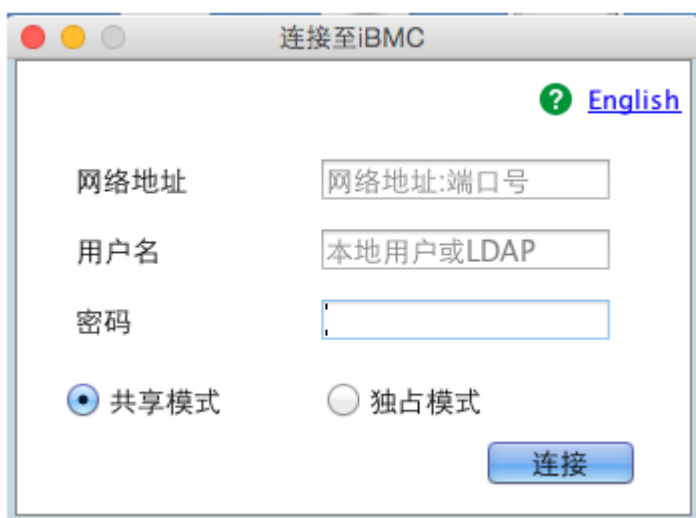 连接至iBMC
? English
网络地址 网络地址:端口号
用户名 本地用户或LDAP
密码
共享模式 独占模式
连接